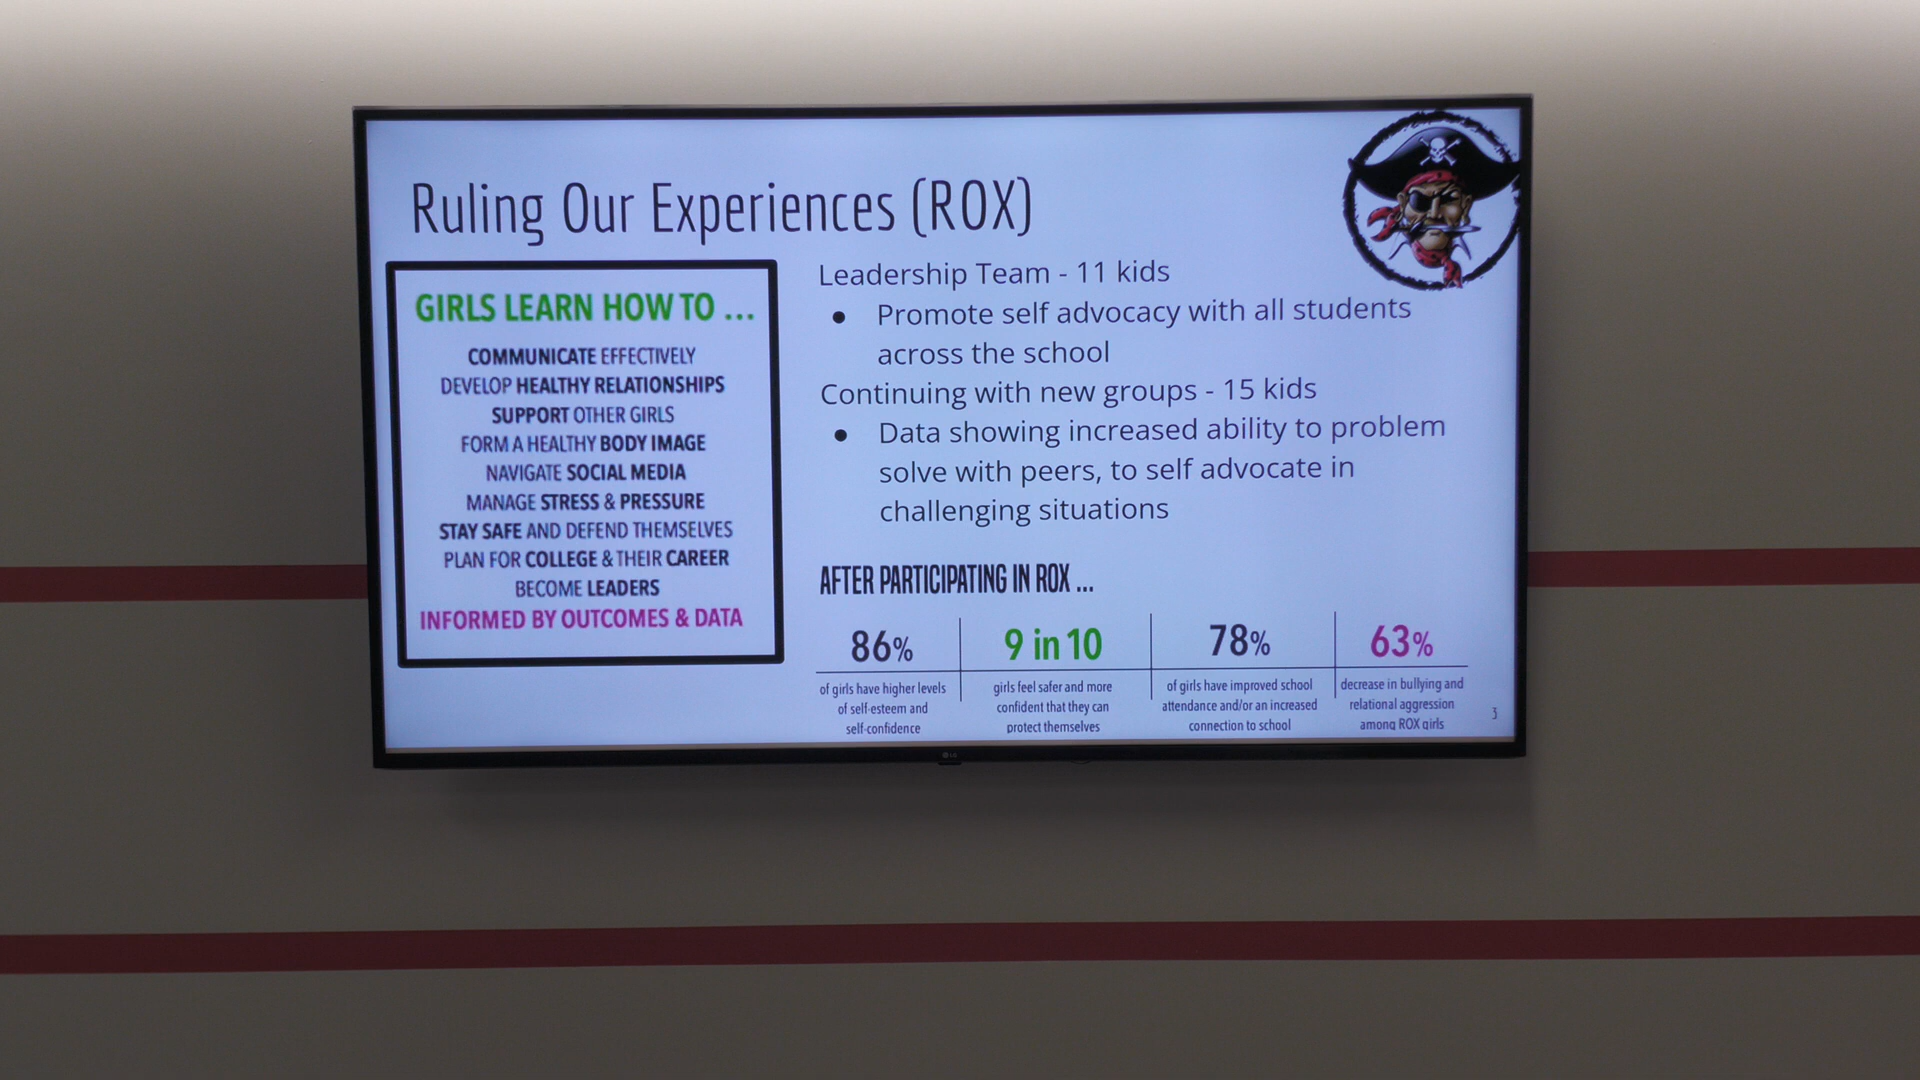 Ruling Our Experiences (ROX)
GIRLS LEARN HOW TO ...
COMMUNICATE EFFECTIVELY
DEVELOP HEALTHY RELATIONSHIPS
SUPPORT OTHER GIRLS
FORM A HEALTHY BODY IMAGE
NAVIGATE SOCIAL MEDIA
MANAGE STRESS & PRESSURE
STAY SAFE AND DEFEND THEMSELVES
PLAN FOR COLLEGE & THEIR CAREER
BECOME LEADERS
INFORMED BY OUTCOMES & DATA
Leadership Team - 11 kids
● Promote self advocacy with all students
across the school
Continuing with new groups - 15 kids
● Data showing increased ability to problem
solve with peers, to self advocate in
challenging situations
AFTER PARTICIPATING IN ROX ...
86%
of girls have higher levels
of self-esteem and
self-confidence
9 in 10
girls feel safer and more
confident that they can
protect themselves
78%
of girls have improved school
attendance and/or an increased
connection to school
63%
decrease in bullying and
relational aggression
among ROX girls
3
LG